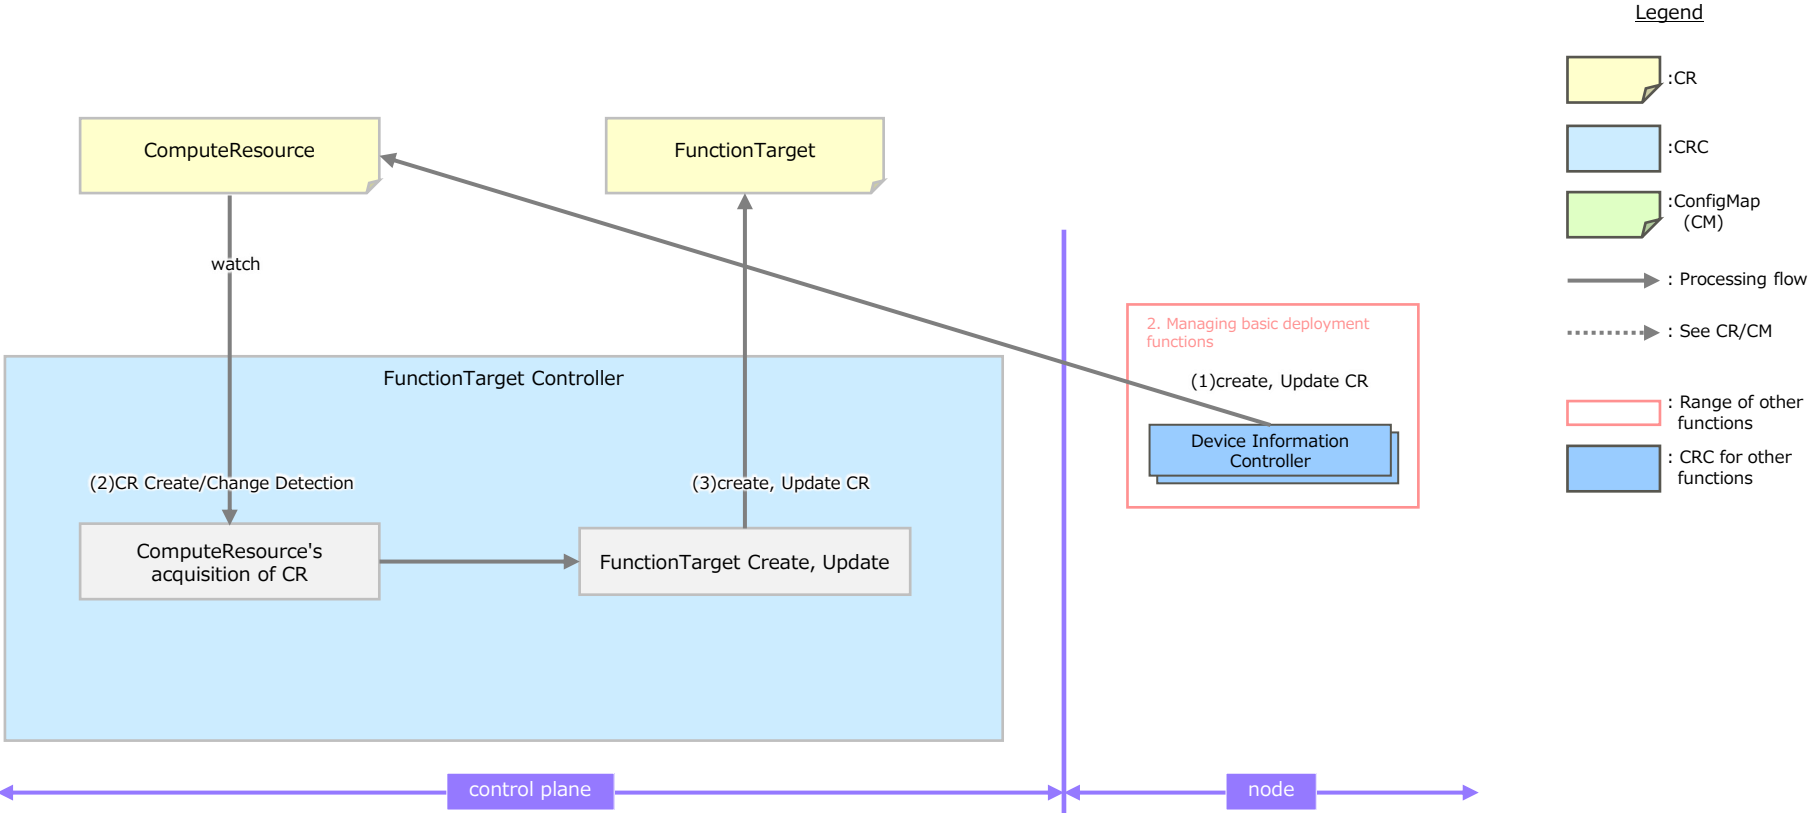 Legend
:CR
:CRC
:ConfigMap
(CM)
: Processing flow
: See CR/CM
: Range of other
functions
: CRC for other
functions
ComputeResource
FunctionTarget
watch
2. Managing basic deployment
functions
(1)create, Update CR
Device Information
Controller
FunctionTarget Controller
(2)CR Create/Change Detection
(3)create, Update CR
ComputeResource's
acquisition of CR
FunctionTarget Create, Update
control plane
node